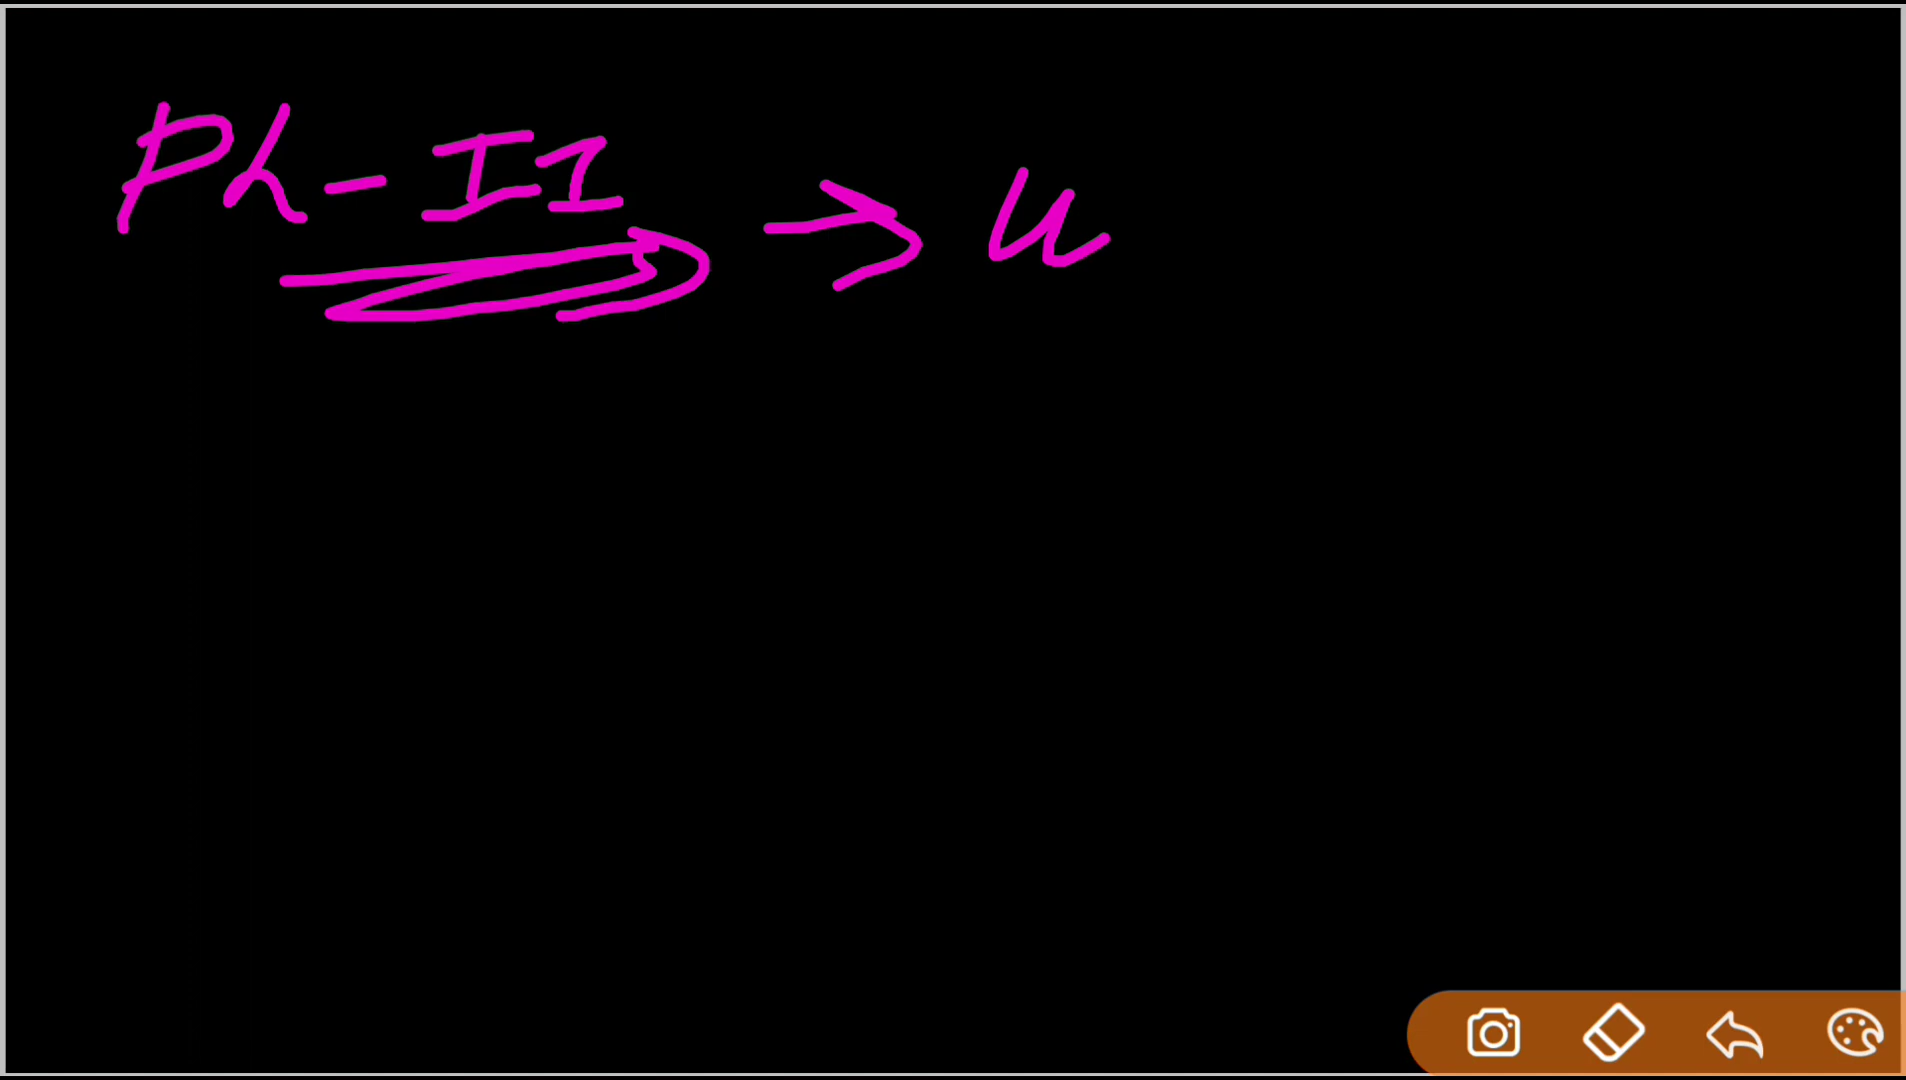 Ph - II → U